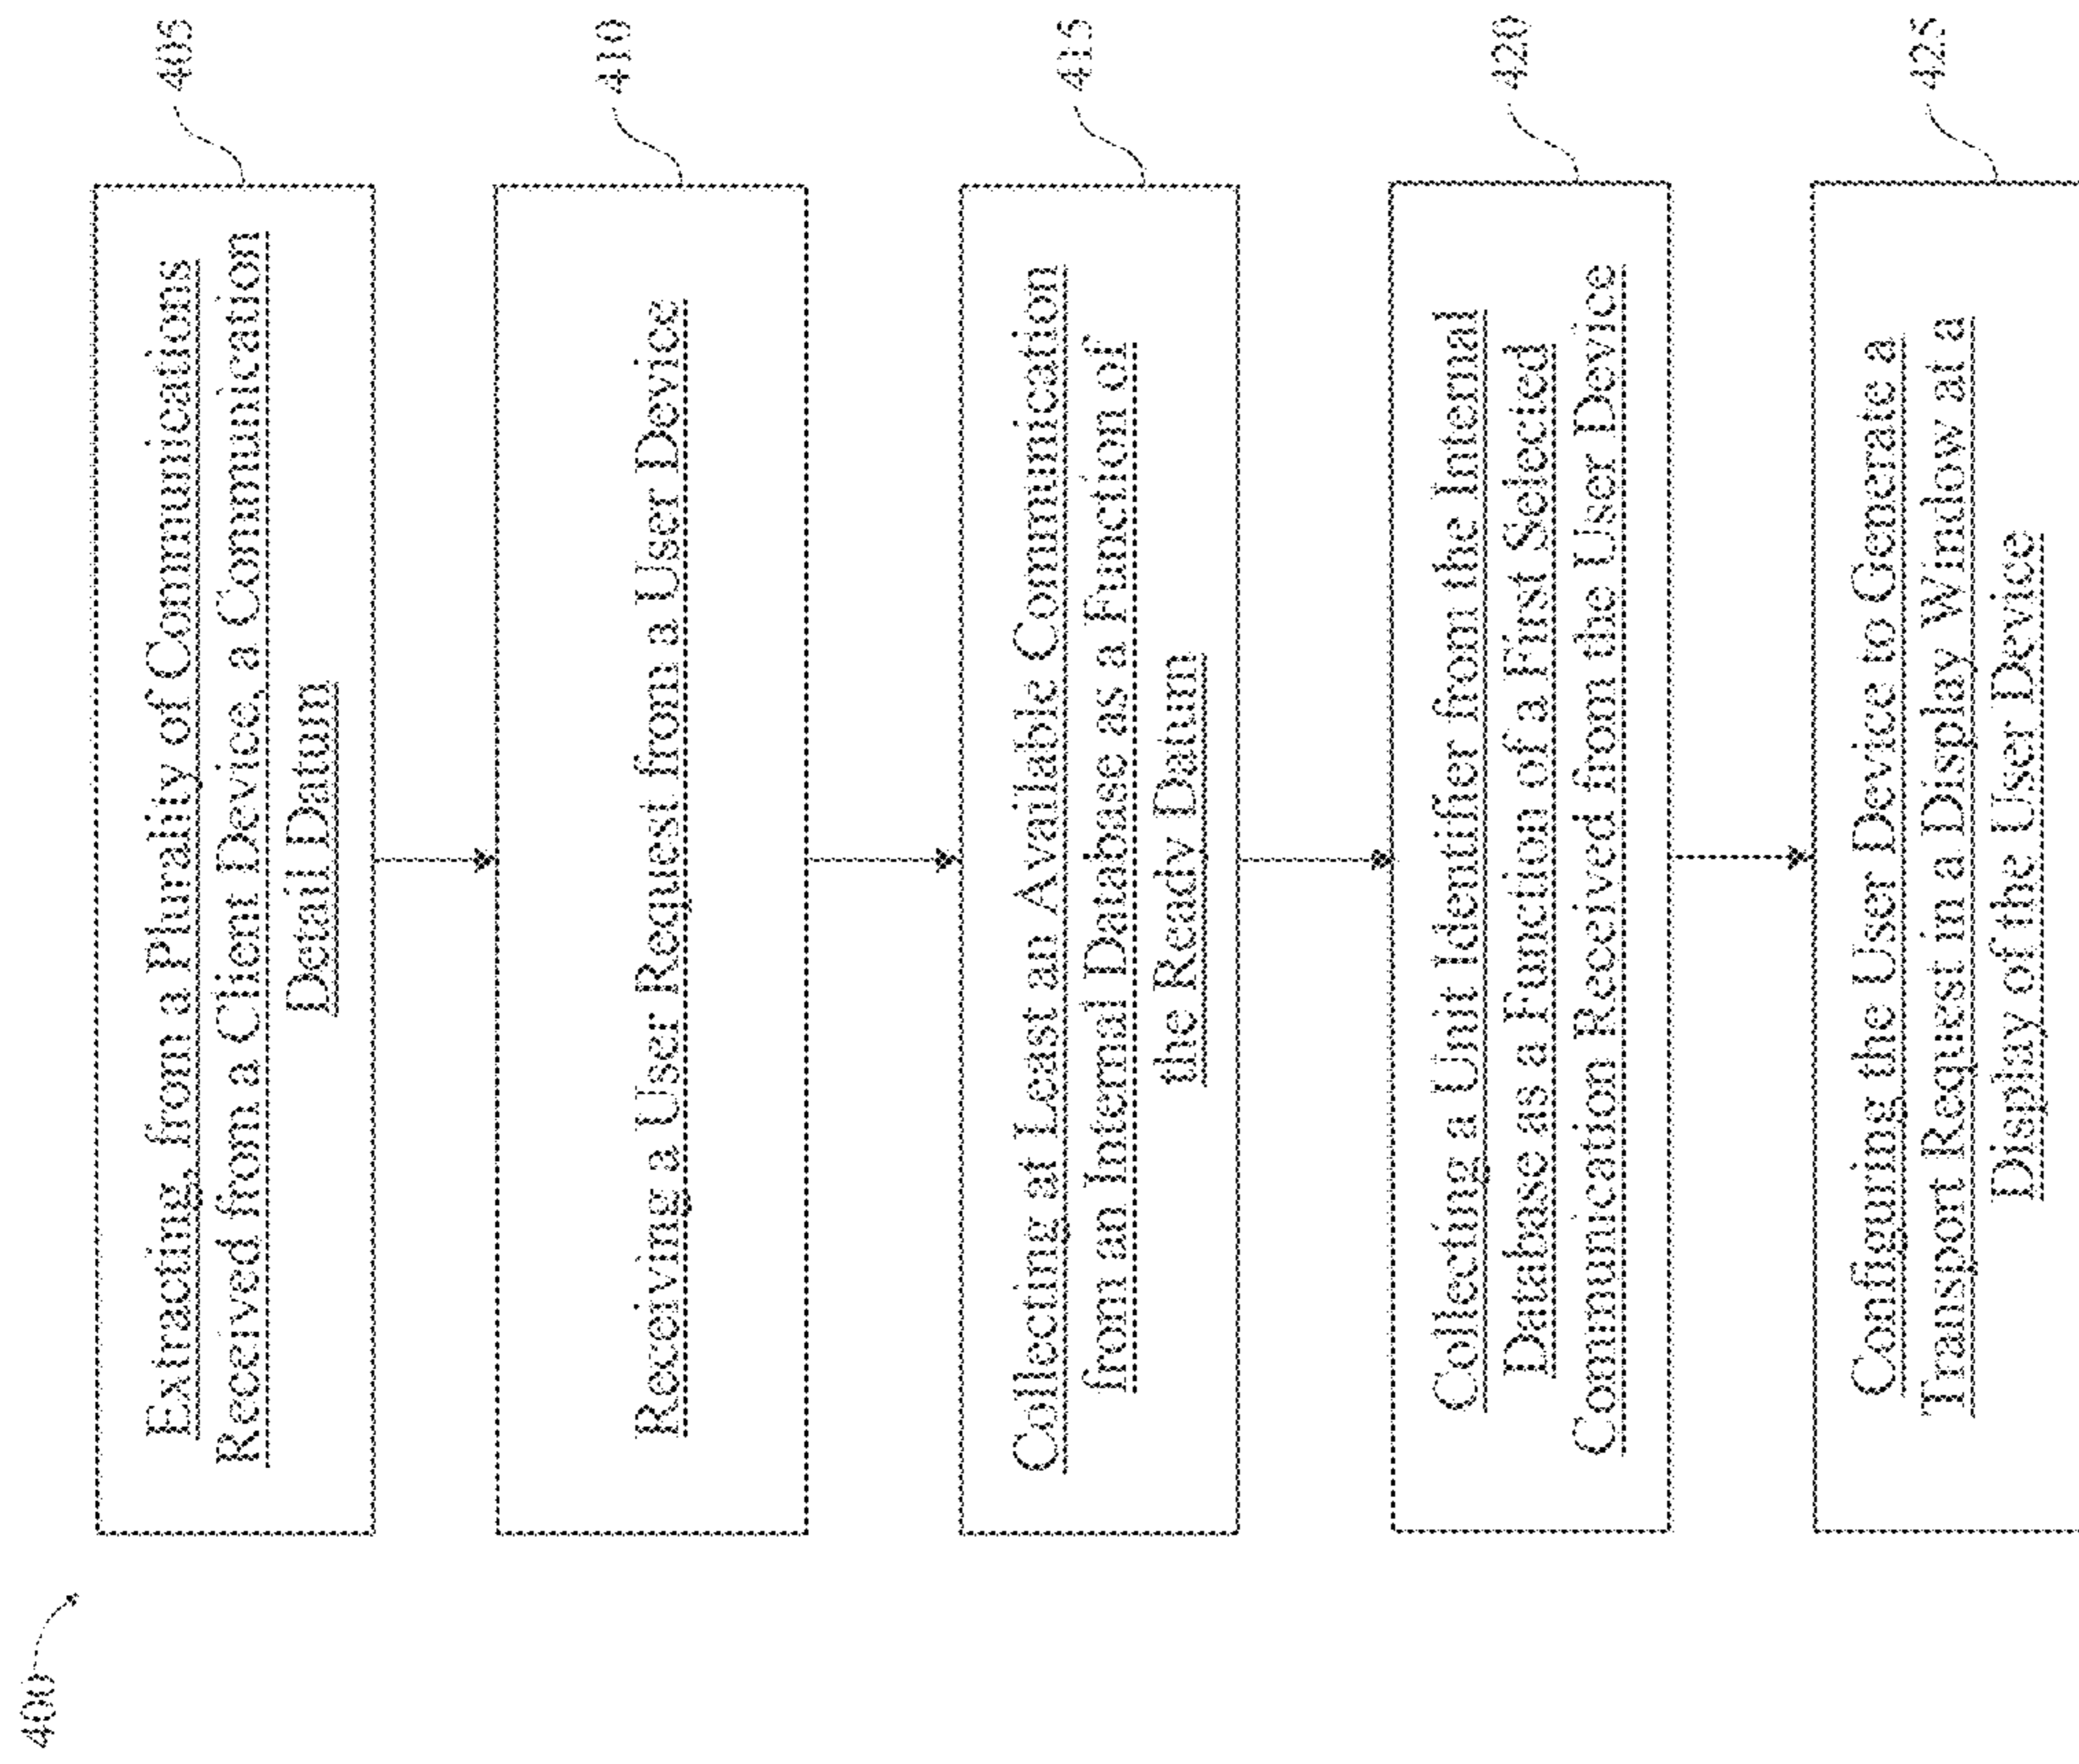 400
Extracting, from a Plurality of Communications
Received from a Client Device, a Communication
Detail Datum
405
Receiving a User Request from a User Device
410
Collecting at Least an Available Communication
from an Internal Database as a Function of
the Ready Datum
415
Collecting a Unit Identifier from the Internal
Database as a Function of a First Selected
Communication Received from the User Device
420
Configuring the User Device to Generate a
Transport Request in a Display Window at a
Display of the User Device
425